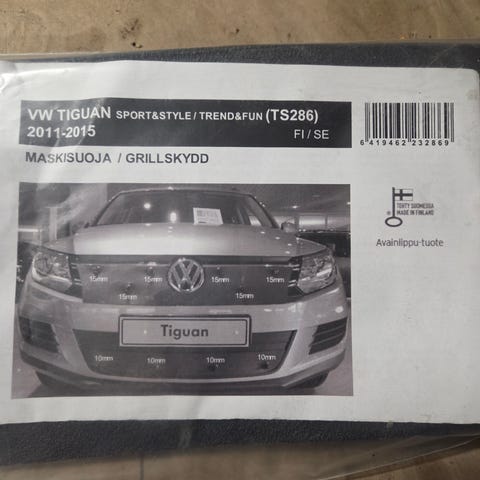 VW TIGUAN SPORT&STYLE / TREND&FUN (TS286)
2011-2015 FI / SE
6 419462 232869
MASKISUOJA / GRILLSKYDD
TEHTY SUOMESSA
MADE IN FINLAND
Avainlippu-tuote
15mm 15mm
15mm 15mm 15mm
Tiguan
10mm 10mm 10mm 10mm